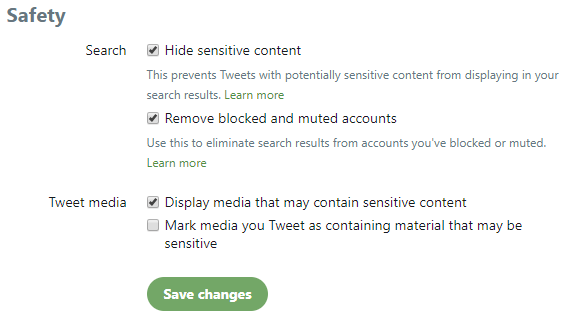 Safety
Search
Hide sensitive content
This prevents Tweets with potentially sensitive content from displaying in your
search results. Learn more
Remove blocked and muted accounts
Use this to eliminate search results from accounts you've blocked or muted.
Learn more
Tweet media
Display media that may contain sensitive content
Mark media you Tweet as containing material that may be
sensitive
Save changes